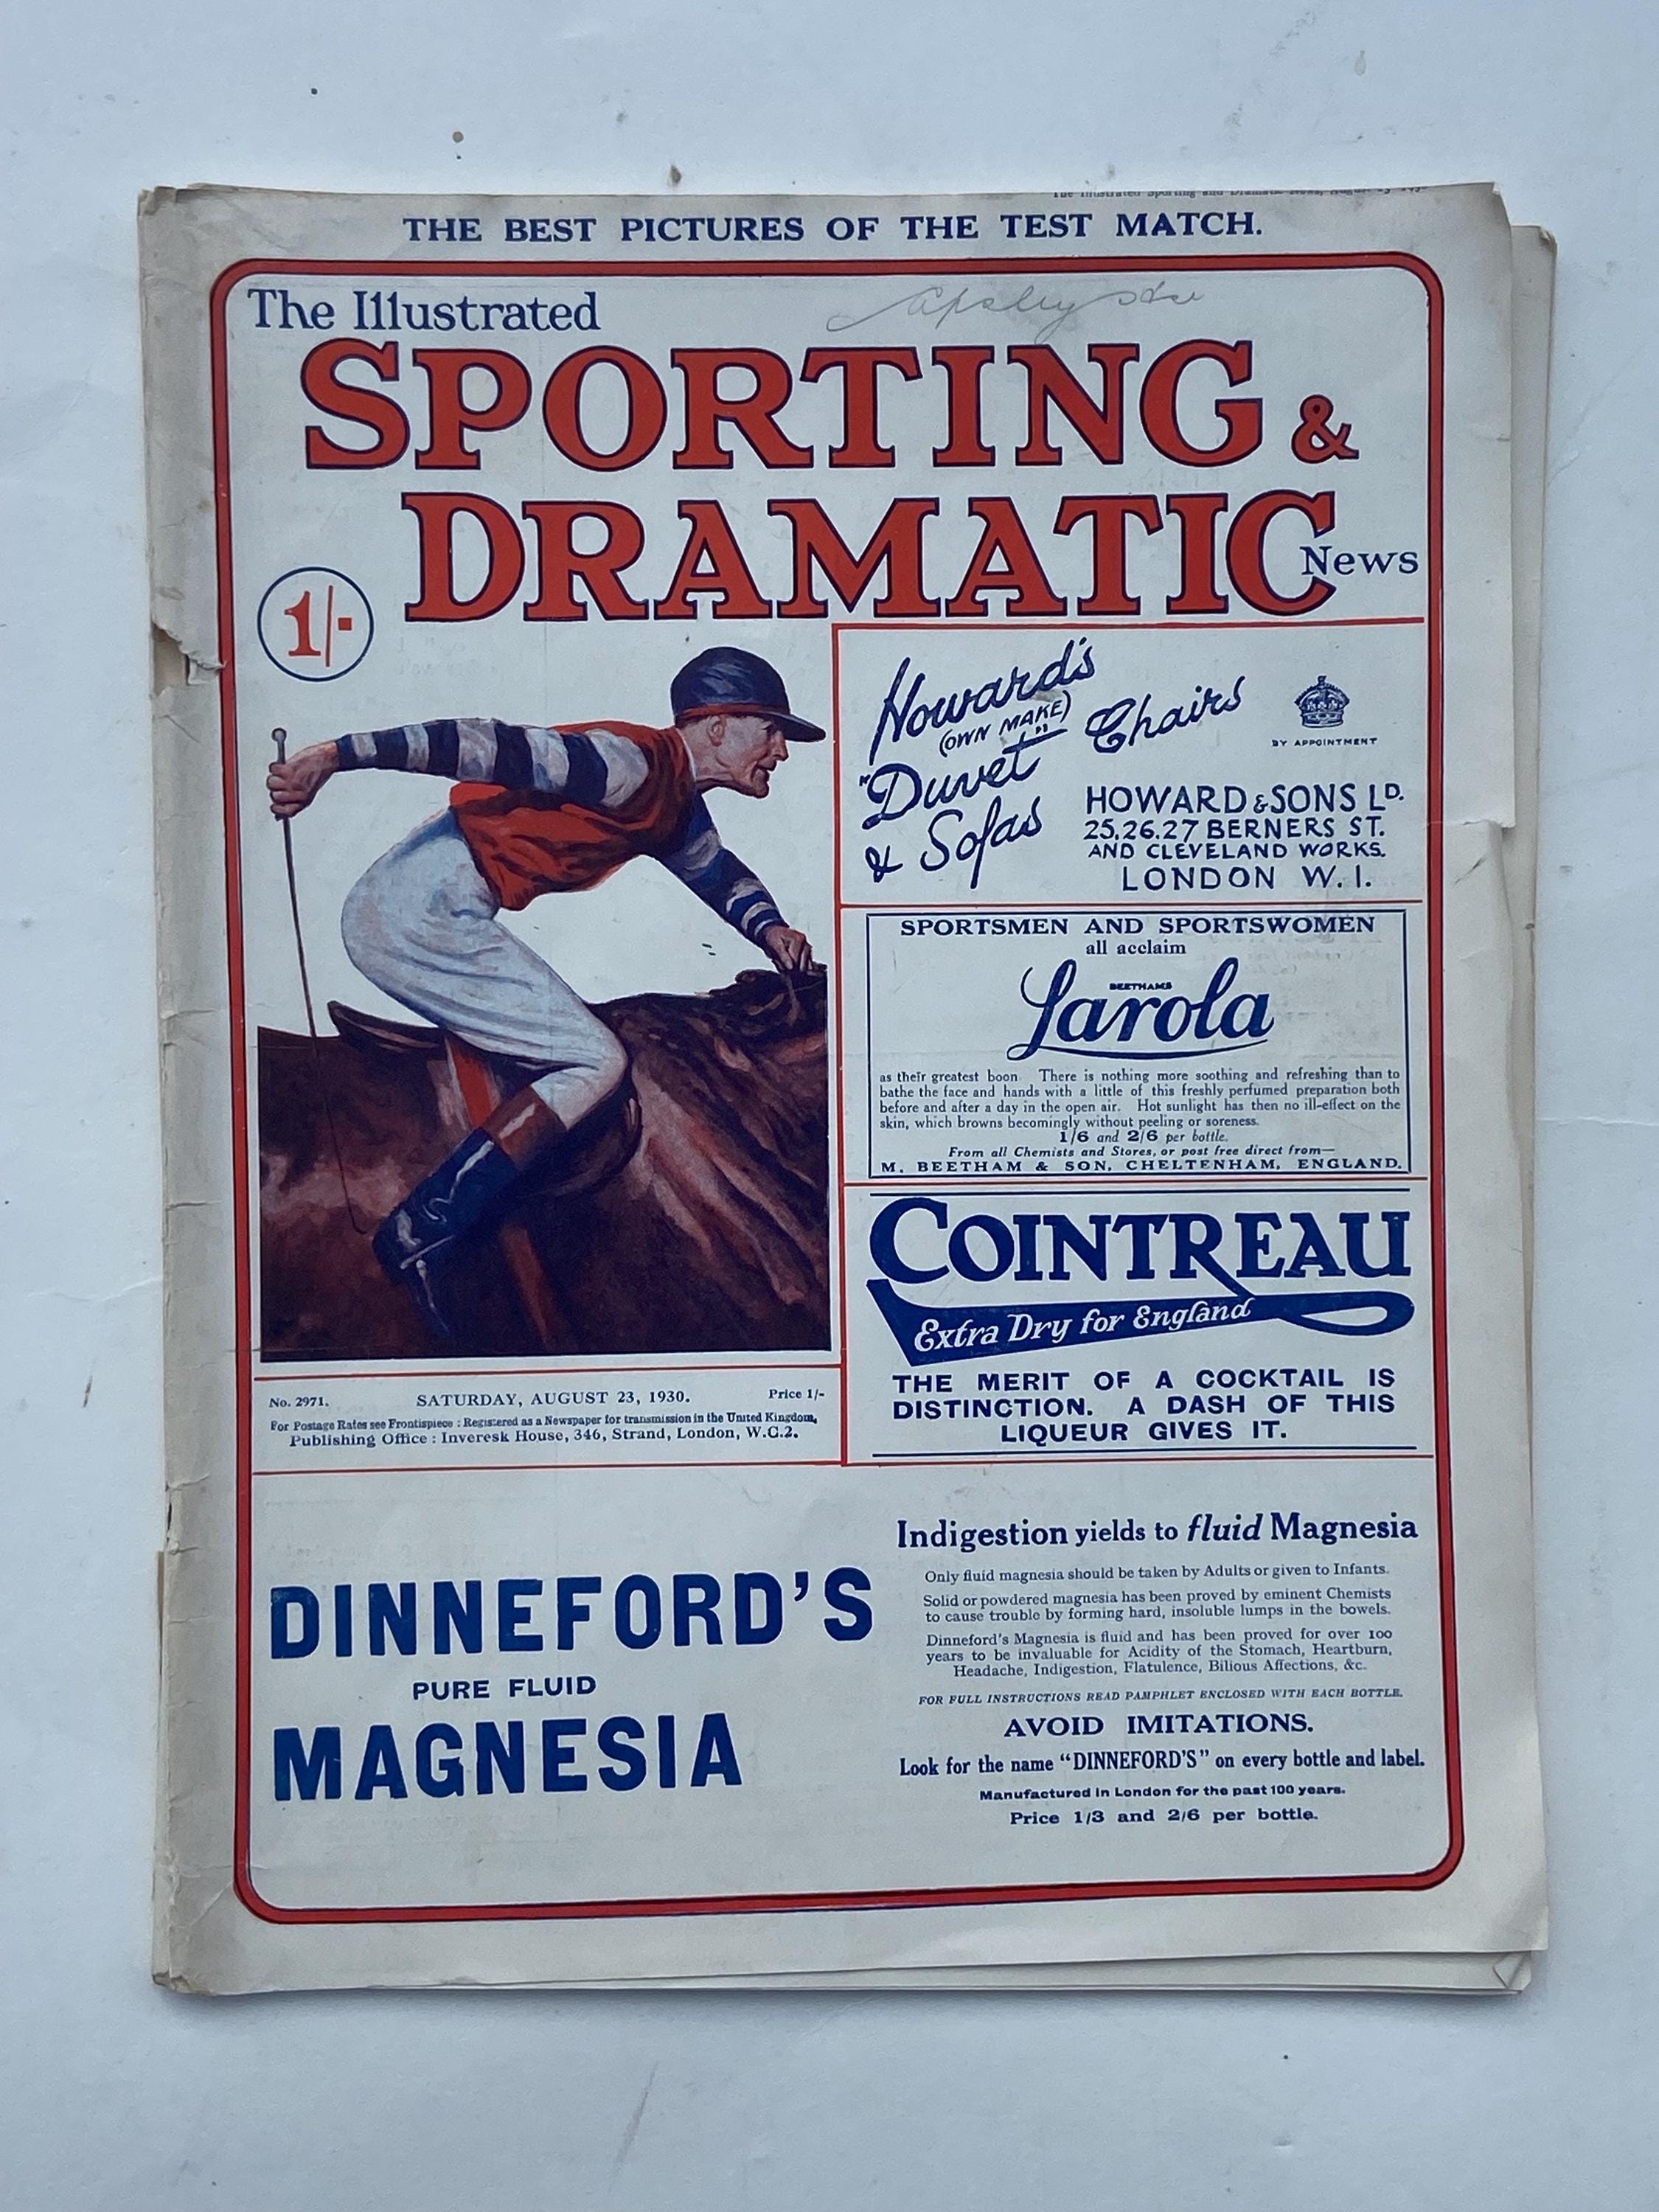 The Illustrated Sporting and Dramatic News, August 23 1930
THE BEST PICTURES OF THE TEST MATCH.
The Illustrated
SPORTING &
DRAMATIC
News
1/-
Howard's
(OWN MAKE)
"Duvet" Chairs
& Sofas
BY APPOINTMENT
HOWARD & SONS LD.
25.26.27 BERNERS ST.
AND CLEVELAND WORKS.
LONDON W.1.
SPORTSMEN AND SPORTSWOMEN
all acclaim
BEETHAMS
Larola
as their greatest boon There is nothing more soothing and refreshing than to
bathe the face and hands with a little of this freshly perfumed preparation both
before and after a day in the open air. Hot sunlight has then no ill-effect on the
skin, which browns becomingly without peeling or soreness.
1/6 and 2/6 per bottle.
From all Chemists and Stores, or post free direct from—
M. BEETHAM & SON, CHELTENHAM, ENGLAND.
COINTREAU
Extra Dry for England
THE MERIT OF A COCKTAIL IS
DISTINCTION. A DASH OF THIS
LIQUEUR GIVES IT.
No. 2971. SATURDAY, AUGUST 23, 1930. Price 1/-
For Postage Rates see Frontispiece : Registered as a Newspaper for transmission in the United Kingdom,
Publishing Office : Inveresk House, 346, Strand, London, W.C.2.
DINNEFORD'S
PURE FLUID
MAGNESIA
Indigestion yields to fluid Magnesia
Only fluid magnesia should be taken by Adults or given to Infants.
Solid or powdered magnesia has been proved by eminent Chemists
to cause trouble by forming hard, insoluble lumps in the bowels.
Dinneford's Magnesia is fluid and has been proved for over 100
years to be invaluable for Acidity of the Stomach, Heartburn,
Headache, Indigestion, Flatulence, Bilious Affections, &c.
FOR FULL INSTRUCTIONS READ PAMPHLET ENCLOSED WITH EACH BOTTLE.
AVOID IMITATIONS.
Look for the name "DINNEFORD'S" on every bottle and label.
Manufactured in London for the past 100 years.
Price 1/3 and 2/6 per bottle.